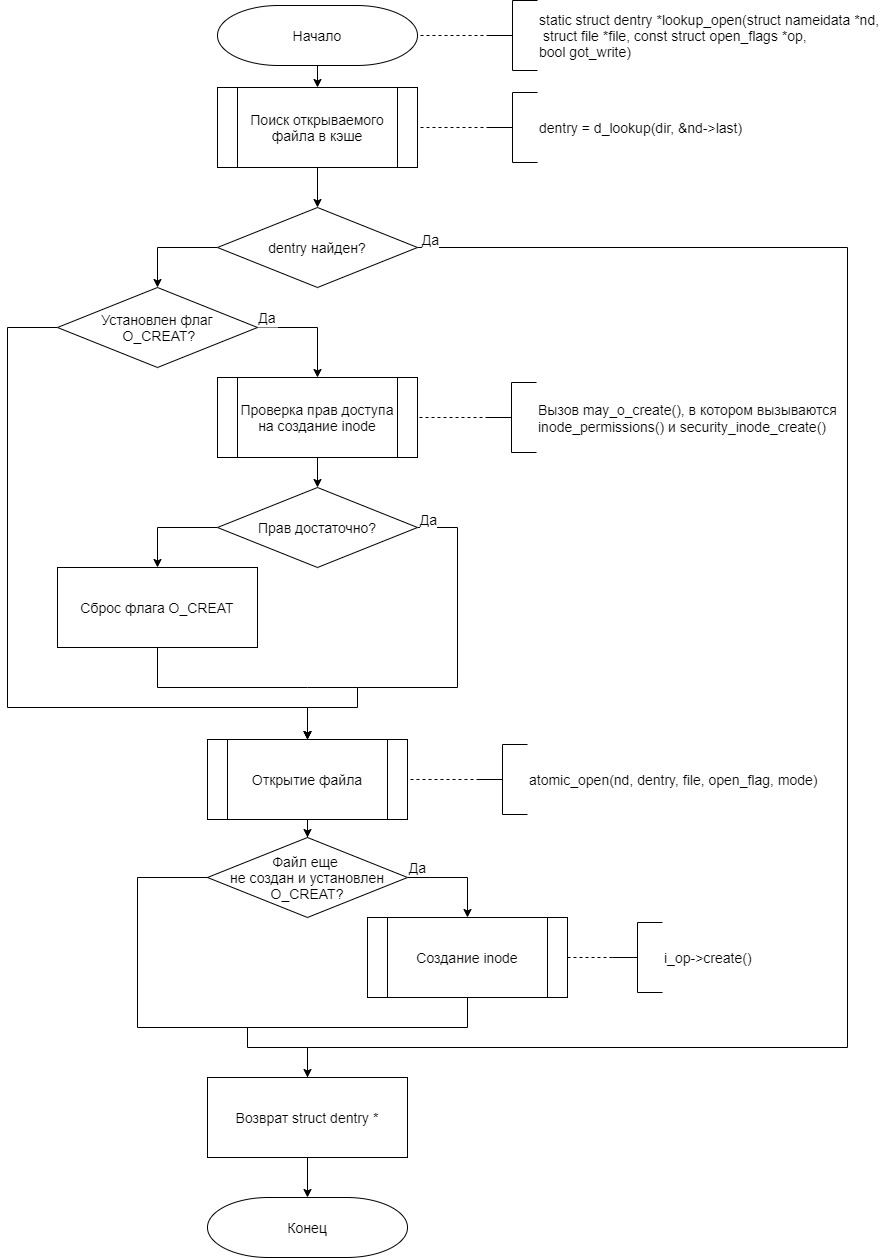 Начало
static struct dentry *lookup_open(struct nameidata *nd,
struct file *file, const struct open_flags *op,
bool got_write)
Поиск открываемого
файла в кэше
dentry = d_lookup(dir, &nd->last)
dentry найден?
Да
Установлен флаг
O_CREAT?
Да
Проверка прав доступа
на создание inode
Вызов may_o_create(), в котором вызываются
inode_permissions() и security_inode_create()
Прав достаточно?
Да
Сброс флага O_CREAT
Открытие файла
atomic_open(nd, dentry, file, open_flag, mode)
Файл еще
не создан и установлен
O_CREAT?
Да
Создание inode
i_op->create()
Возврат struct dentry *
Конец